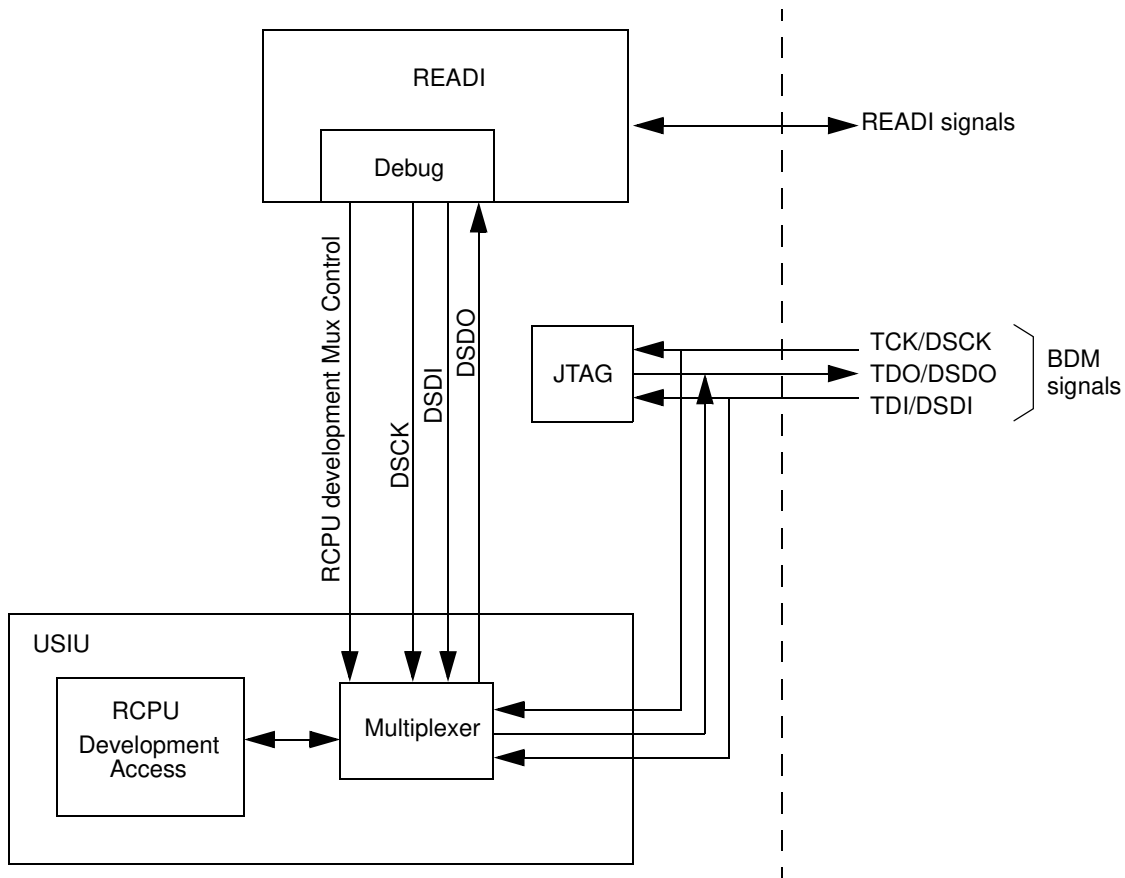 READI
READI signals
Debug
RCPU development Mux Control
DSCK
DSDI
DSDO
JTAG
TCK/DSCK
TDO/DSDO
TDI/DSDI
BDM
signals
USIU
RCPU
Development
Access
Multiplexer